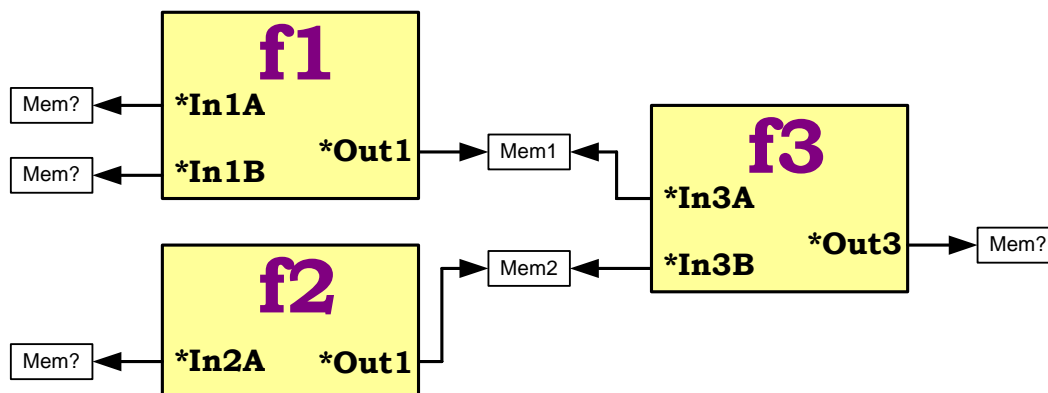 f1
Mem?
*In1A
*Out1
Mem1
Mem?
*In1B
f3
*In3A
*Out3
Mem?
*In3B
Mem2
f2
Mem?
*In2A
*Out1